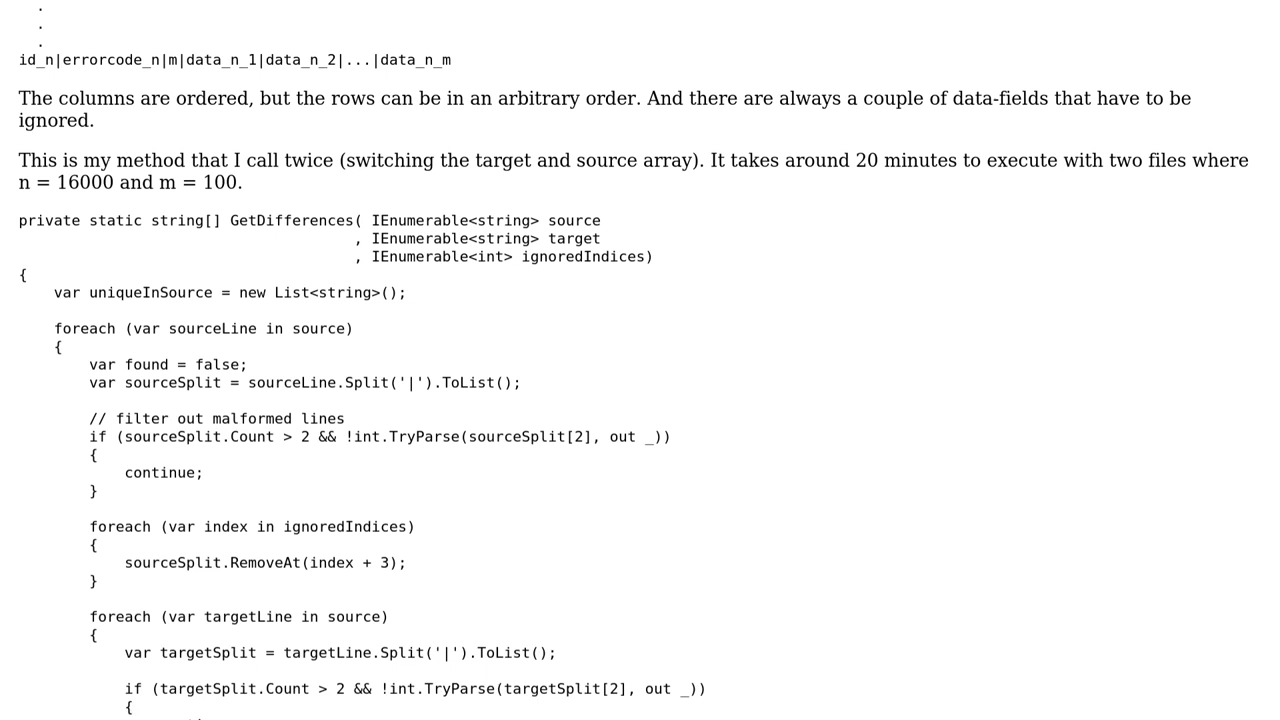 .
.
.
id_n|errorcode_n|m|data_n_1|data_n_2|...|data_n_m
The columns are ordered, but the rows can be in an arbitrary order. And there are always a couple of data-fields that have to be
ignored.
This is my method that I call twice (switching the target and source array). It takes around 20 minutes to execute with two files where
n = 16000 and m = 100.
private static string[] GetDifferences( IEnumerable<string> source
                                      , IEnumerable<string> target
                                      , IEnumerable<int> ignoredIndices)
{
    var uniqueInSource = new List<string>();
    foreach (var sourceLine in source)
    {
        var found = false;
        var sourceSplit = sourceLine.Split('|').ToList();
        // filter out malformed lines
        if (sourceSplit.Count > 2 && !int.TryParse(sourceSplit[2], out _))
        {
            continue;
        }
        foreach (var index in ignoredIndices)
        {
            sourceSplit.RemoveAt(index + 3);
        }
        foreach (var targetLine in source)
        {
            var targetSplit = targetLine.Split('|').ToList();
            if (targetSplit.Count > 2 && !int.TryParse(targetSplit[2], out _))
            {